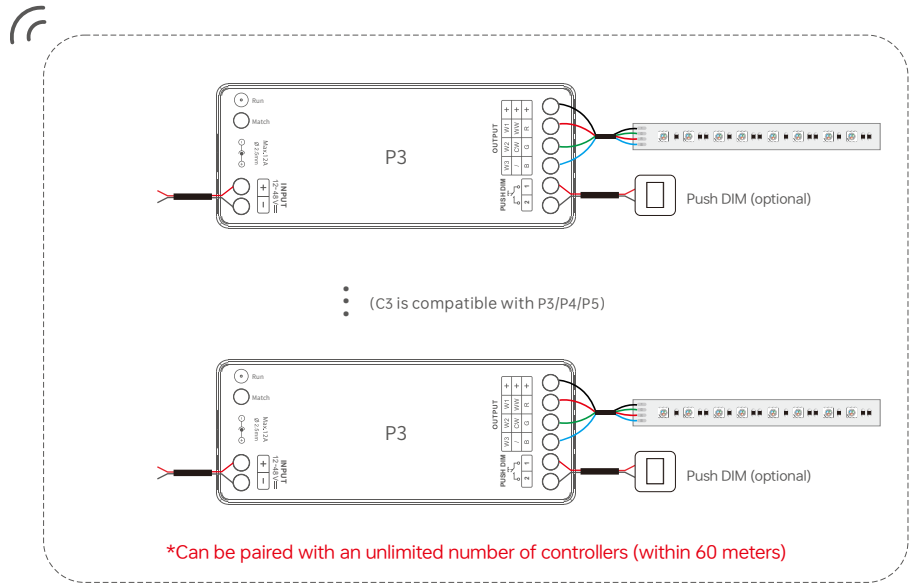 Run
Match
Max.12A
Ø 2.5mm
INPUT
12-48V
+
−
P3
OUTPUT
+ + +
W1 WW R
W2 CW G
W3 / B
PUSH DIM
1
2
Push DIM (optional)
(C3 is compatible with P3/P4/P5)
Run
Match
Max.12A
Ø 2.5mm
INPUT
12-48V
+
−
P3
OUTPUT
+ + +
W1 WW R
W2 CW G
W3 / B
PUSH DIM
1
2
Push DIM (optional)
*Can be paired with an unlimited number of controllers (within 60 meters)